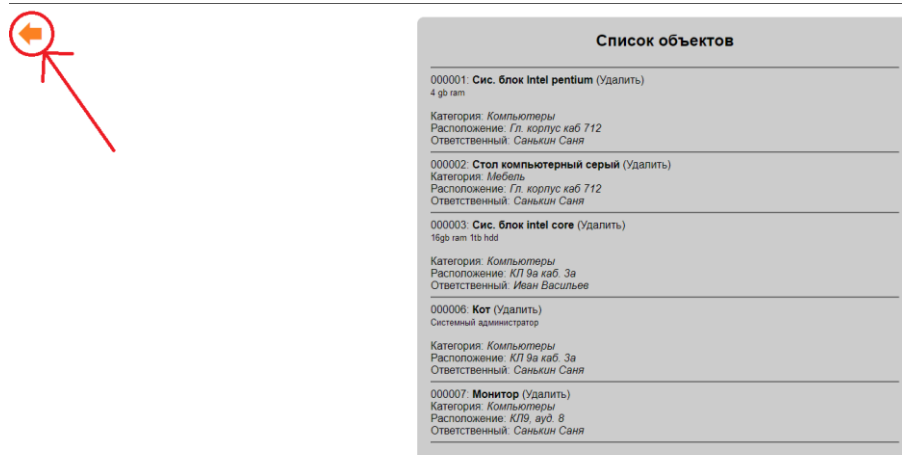 Список объектов
000001: Сис. блок Intel pentium (Удалить)
4 gb ram
Категория: Компьютеры
Расположение: Гл. корпус каб 712
Ответственный: Санькин Саня
000002: Стол компьютерный серый (Удалить)
Категория: Мебель
Расположение: Гл. корпус каб 712
Ответственный: Санькин Саня
000003: Сис. блок intel core (Удалить)
16gb ram 1tb hdd
Категория: Компьютеры
Расположение: КЛ 9а каб. 3а
Ответственный: Иван Васильев
000006: Кот (Удалить)
Системный администратор
Категория: Компьютеры
Расположение: КЛ 9а каб. 3а
Ответственный: Санькин Саня
000007: Монитор (Удалить)
Категория: Компьютеры
Расположение: КЛ9, ауд. 8
Ответственный: Санькин Саня